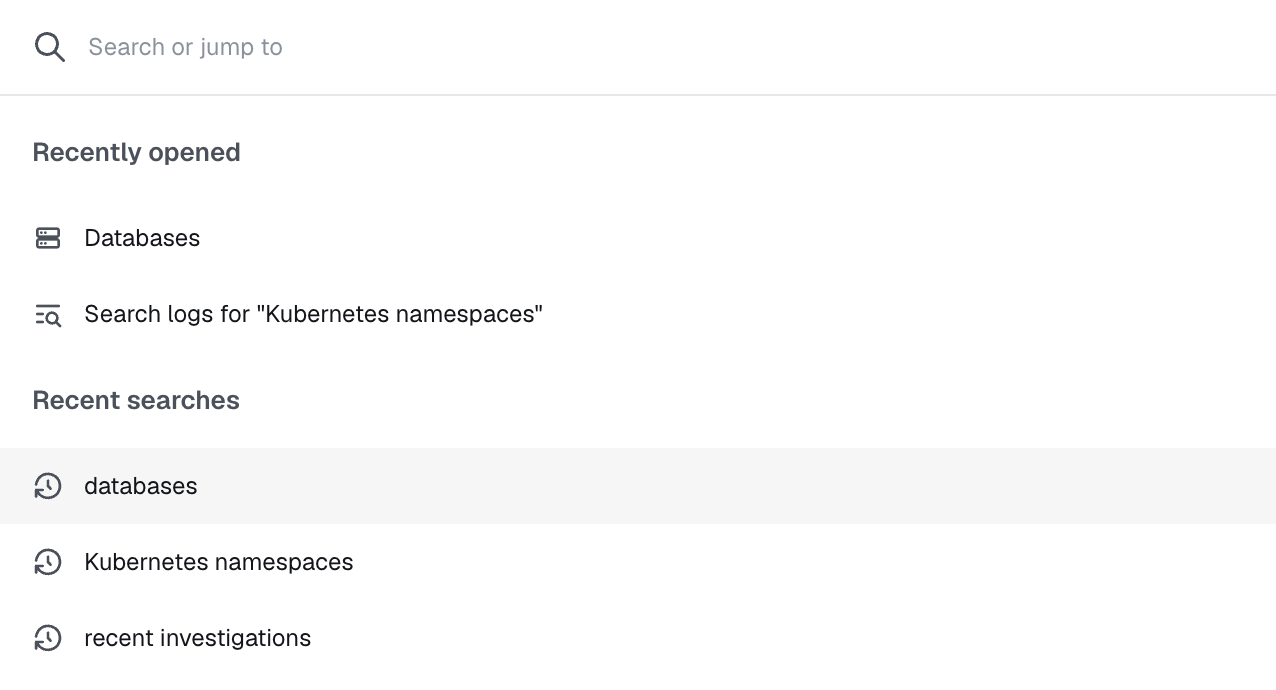 Search or jump to
Recently opened
Databases
Search logs for "Kubernetes namespaces"
Recent searches
databases
Kubernetes namespaces
recent investigations